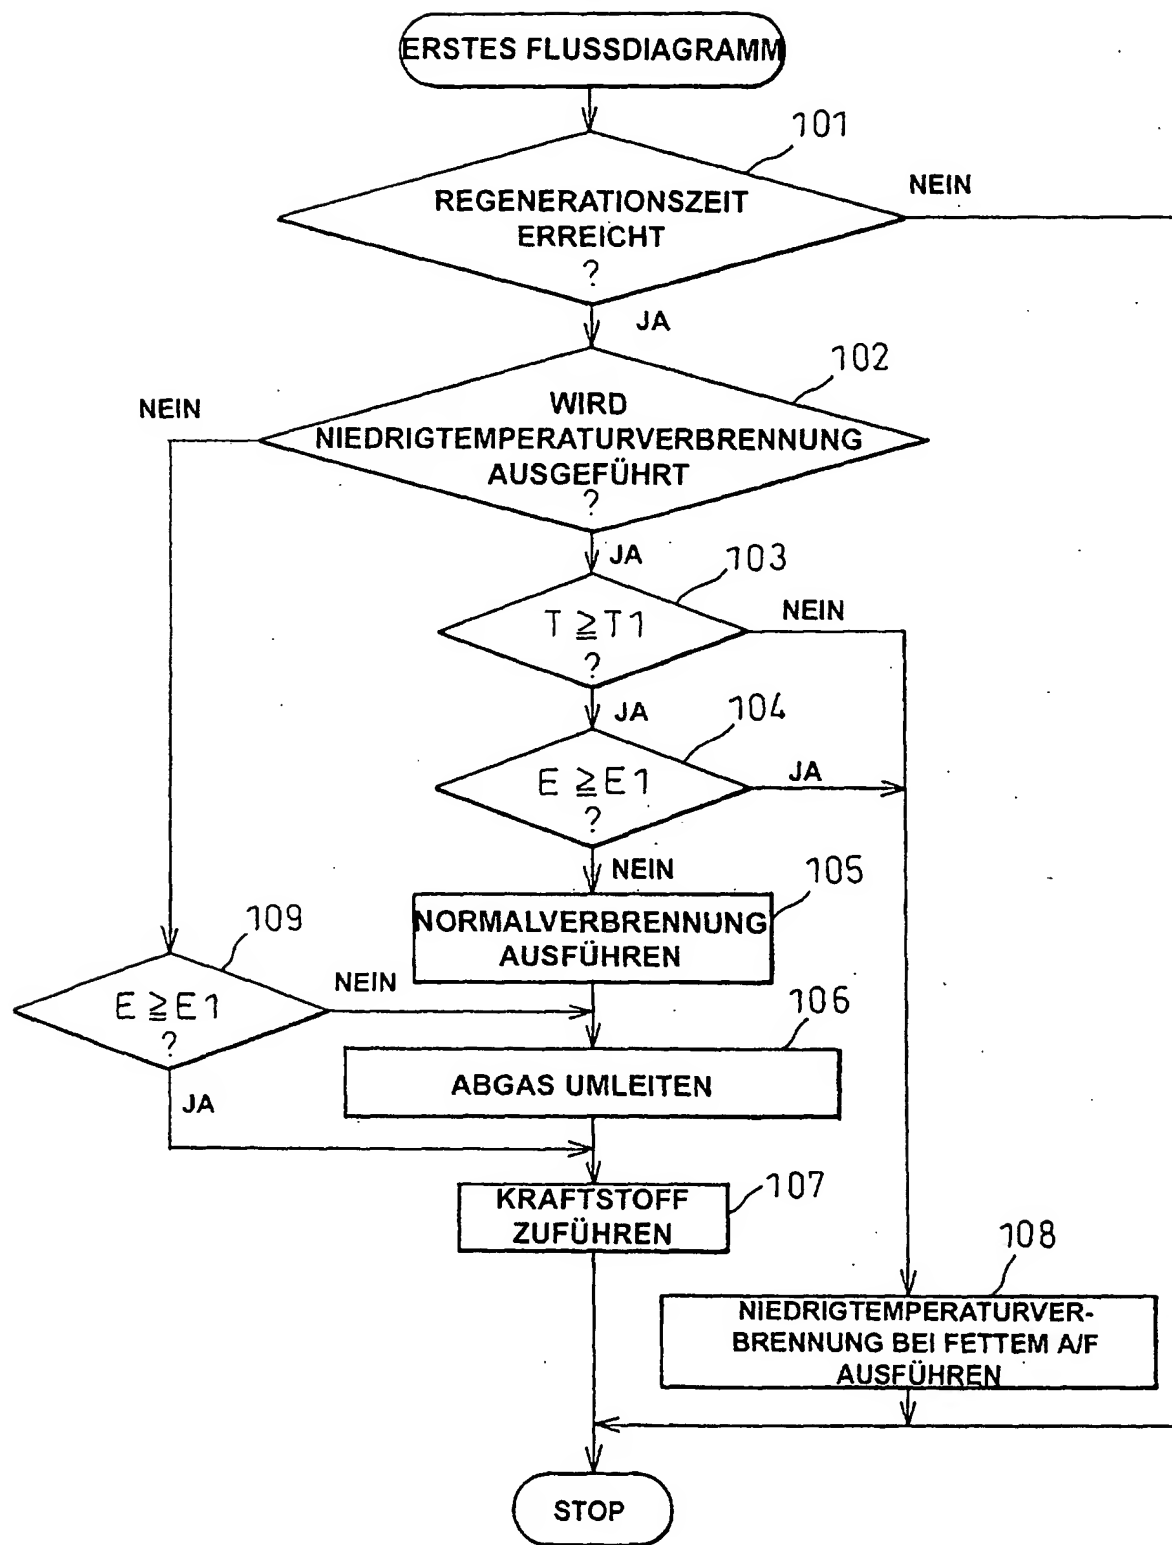 ERSTES FLUSSDIAGRAMM
101
REGENERATIONSZEIT
ERREICHT
?
NEIN
JA
102
WIRD
NIEDRIGTEMPERATURVERBRENNUNG
AUSGEFÜHRT
?
NEIN
JA
103
T ≧ T1
?
NEIN
JA
104
E ≧ E1
?
JA
NEIN
105
NORMALVERBRENNUNG
AUSFÜHREN
109
E ≧ E1
?
NEIN
JA
106
ABGAS UMLEITEN
107
KRAFTSTOFF
ZUFÜHREN
108
NIEDRIGTEMPERATURVER-
BRENNUNG BEI FETTEM A/F
AUSFÜHREN
STOP